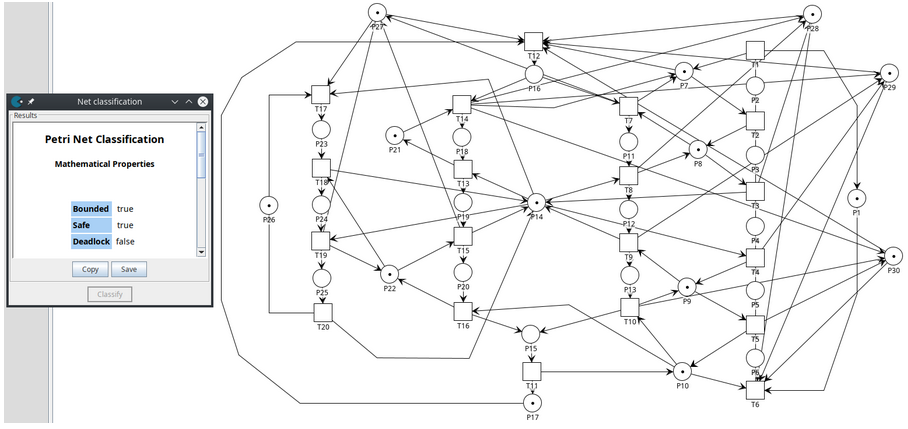 Net classification
Results
Petri Net Classification
Mathematical Properties
Bounded true
Safe true
Deadlock false
Copy Save
Classify
P27
P28
T12
T1
P16
P7
P29
P2
T17
T14
T7
T2
P23
P21
P18
P11
P8
P3
T18
T13
T8
T3
P26
P24
P19
P14
P12
P1
P4
T19
T15
T9
T4
P30
P22
P25
P20
P13
P9
P5
T20
T16
T10
T5
P15
P6
T11
P10
T6
P17